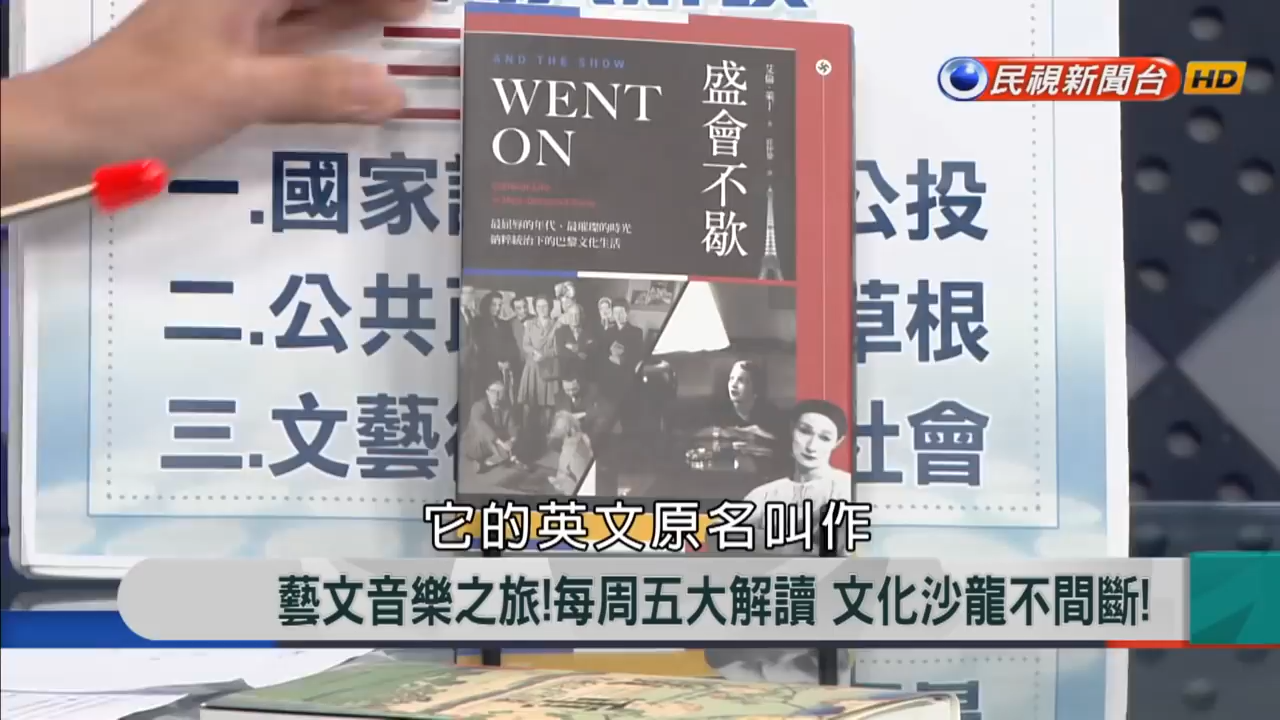 民視新聞台 HD
AND THE SHOW
WENT
ON
盛會不歇
最屈辱的年代,最璀璨的時光
納粹統治下的巴黎文化生活
一.國家
公投
二.公共
草根
三.文藝
社會
它的英文原名叫作
藝文音樂之旅!每周五大解讀 文化沙龍不間斷!